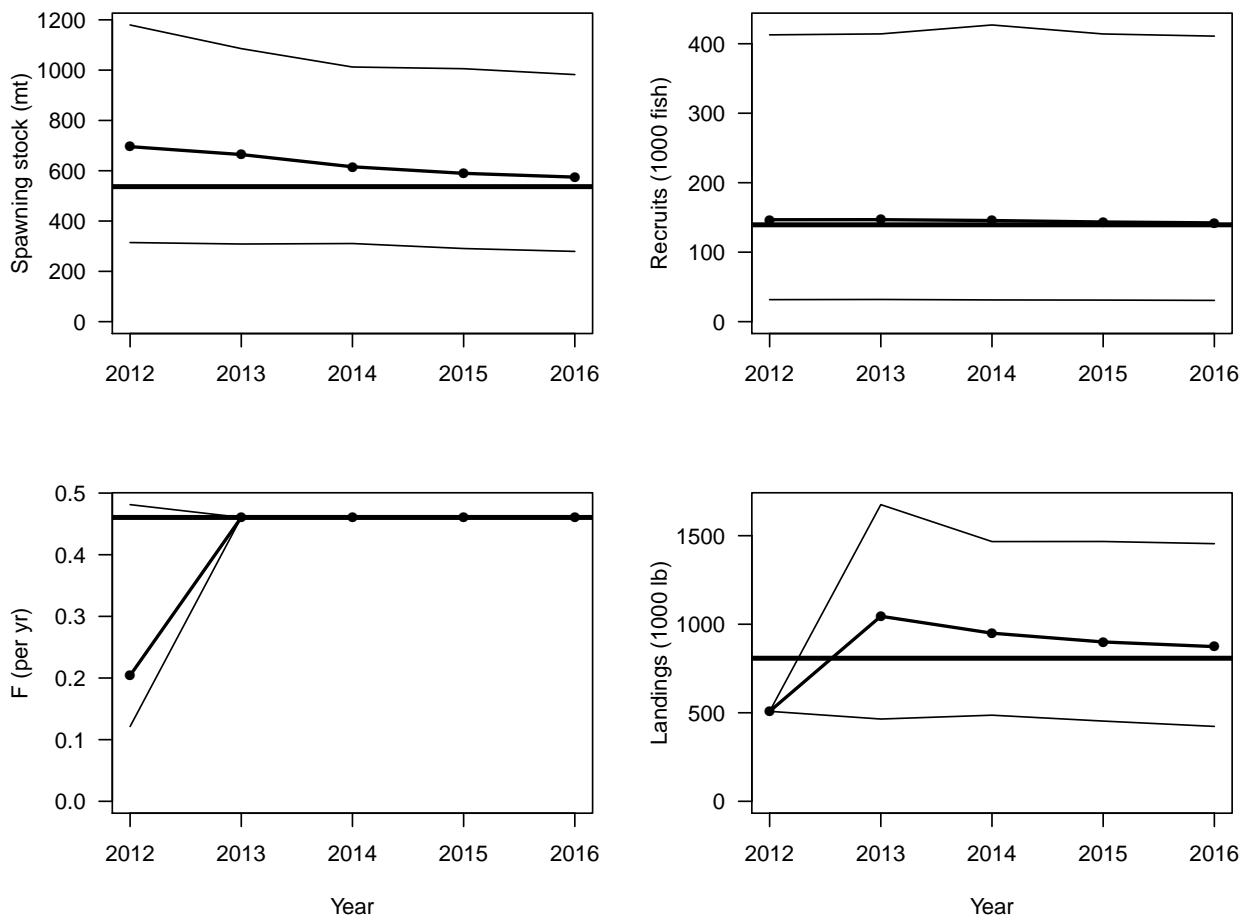 Spawning stock (mt)
1200
1000
800
600
400
200
0
2012 2013 2014 2015 2016
Recruits (1000 fish)
400
300
200
100
0
2012 2013 2014 2015 2016
F (per yr)
0.5
0.4
0.3
0.2
0.1
0.0
2012 2013 2014 2015 2016
Year
Landings (1000 lb)
1500
1000
500
0
2012 2013 2014 2015 2016
Year